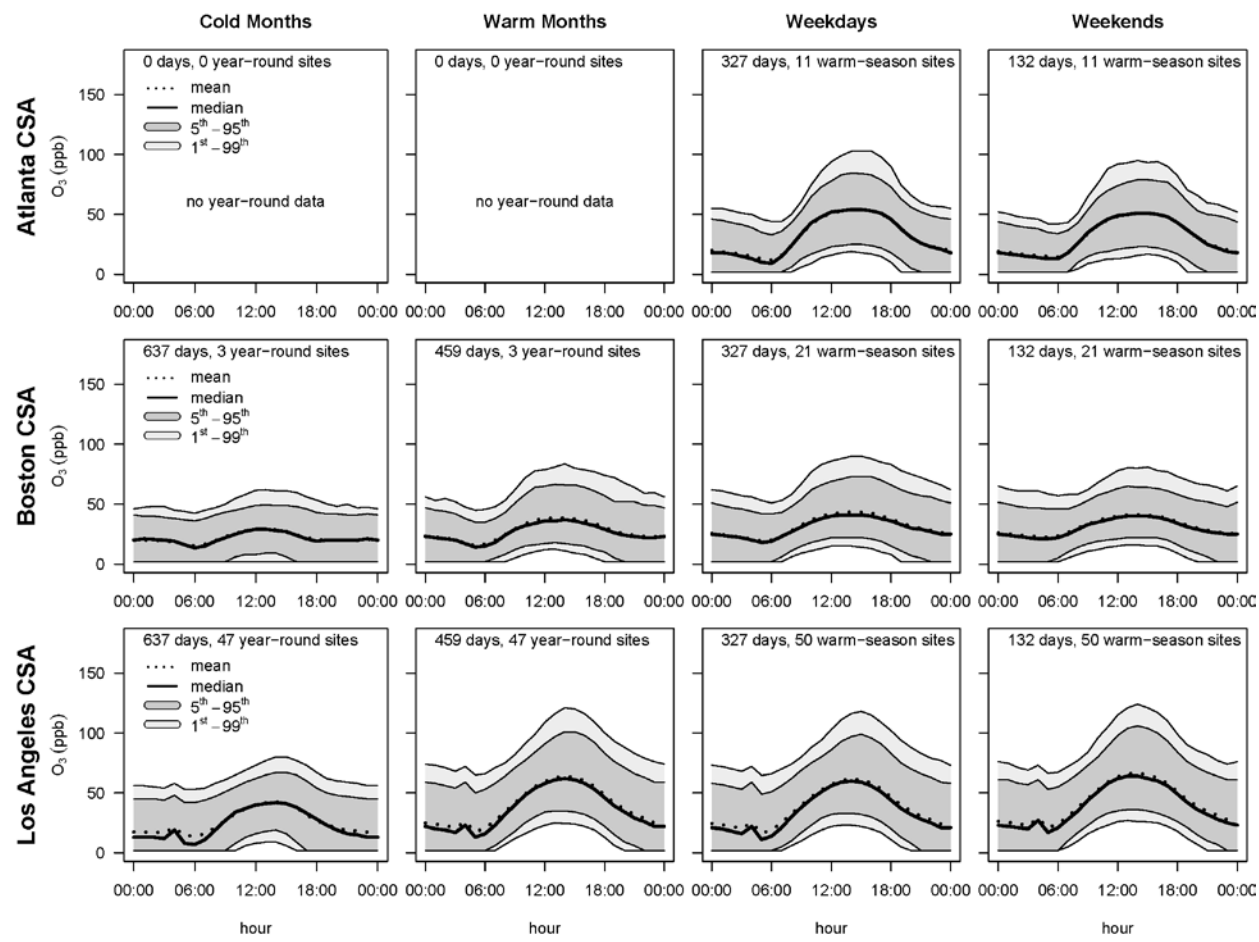 Cold Months
Warm Months
Weekdays
Weekends
Atlanta CSA
O3 (ppb)
150
100
50
0
0 days, 0 year−round sites
mean
median
5th − 95th
1st − 99th
no year−round data
00:00 06:00 12:00 18:00 00:00
0 days, 0 year−round sites
no year−round data
00:00 06:00 12:00 18:00 00:00
327 days, 11 warm−season sites
00:00 06:00 12:00 18:00 00:00
132 days, 11 warm−season sites
00:00 06:00 12:00 18:00 00:00
Boston CSA
O3 (ppb)
150
100
50
0
637 days, 3 year−round sites
mean
median
5th − 95th
1st − 99th
00:00 06:00 12:00 18:00 00:00
459 days, 3 year−round sites
00:00 06:00 12:00 18:00 00:00
327 days, 21 warm−season sites
00:00 06:00 12:00 18:00 00:00
132 days, 21 warm−season sites
00:00 06:00 12:00 18:00 00:00
Los Angeles CSA
O3 (ppb)
150
100
50
0
637 days, 47 year−round sites
mean
median
5th − 95th
1st − 99th
00:00 06:00 12:00 18:00 00:00
hour
459 days, 47 year−round sites
00:00 06:00 12:00 18:00 00:00
hour
327 days, 50 warm−season sites
00:00 06:00 12:00 18:00 00:00
hour
132 days, 50 warm−season sites
00:00 06:00 12:00 18:00 00:00
hour